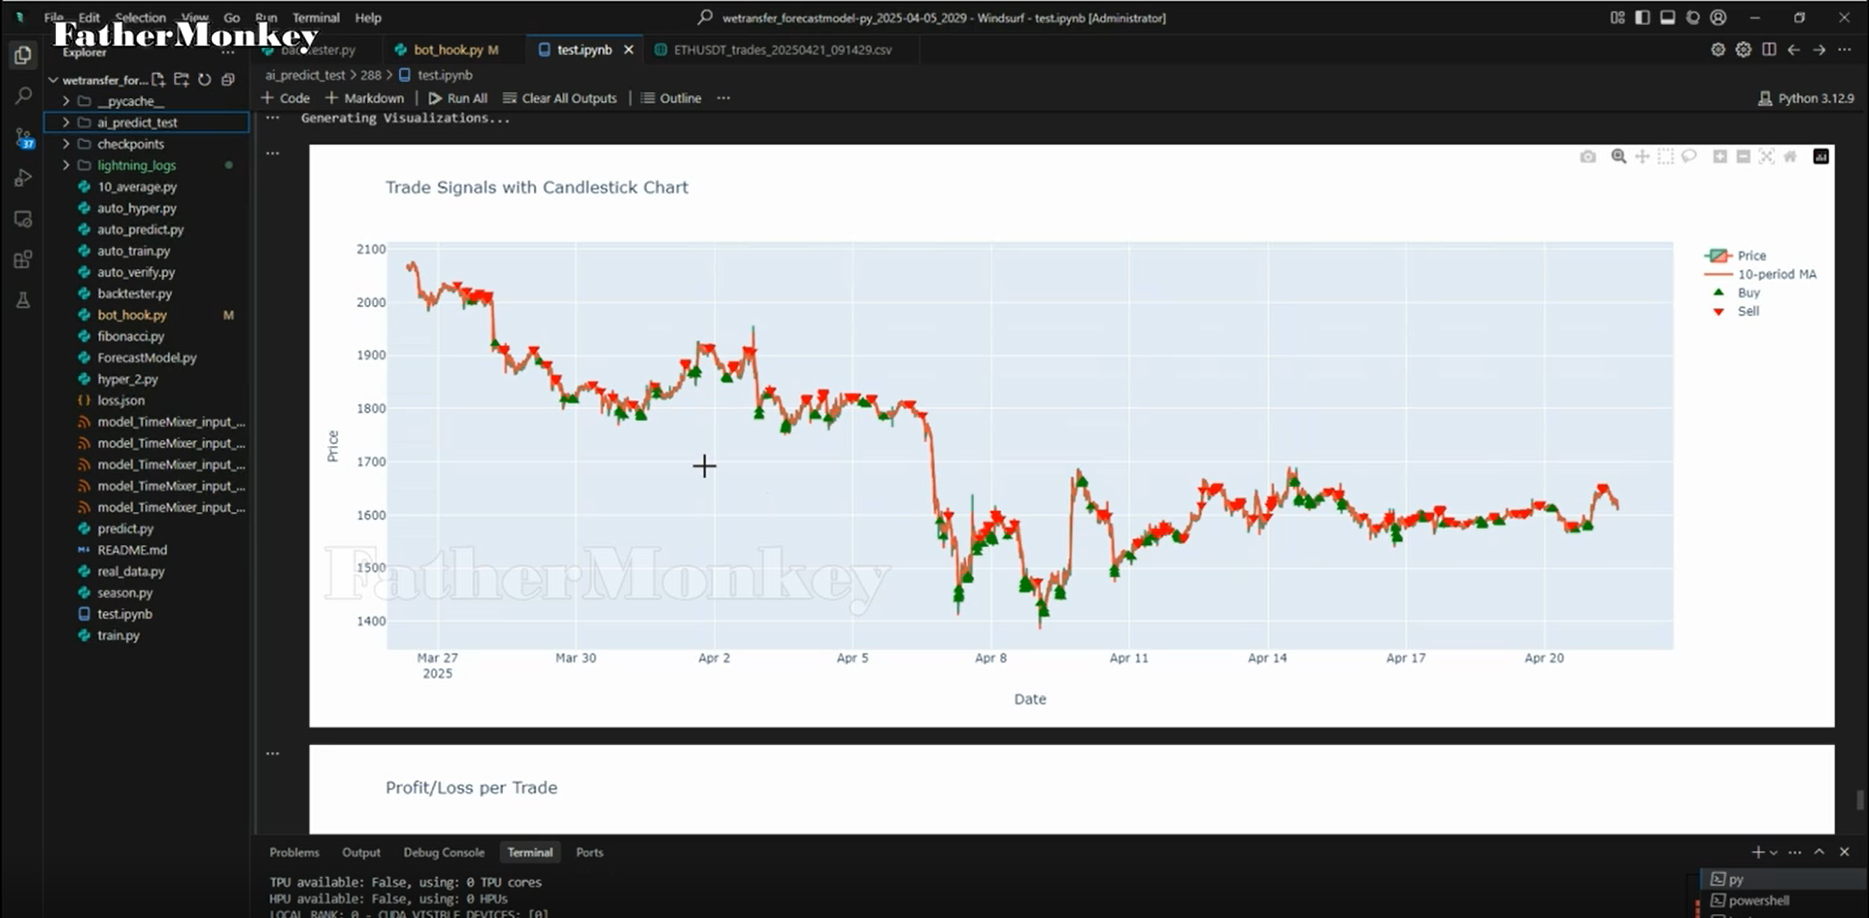 File Edit Selection View Go Run Terminal Help
wetransfer_forecastmodel-py_2025-04-05_2029 - Windsurf - test.ipynb [Administrator]
FatherMonkey
Explorer
backtester.py
bot_hook.py M
test.ipynb
ETHUSDT_trades_20250421_091429.csv
wetransfer_for...
ai_predict_test > 288 > test.ipynb
+ Code + Markdown Run All Clear All Outputs Outline ...
Python 3.12.9
__pycache__
ai_predict_test
checkpoints
lightning_logs
10_average.py
auto_hyper.py
auto_predict.py
auto_train.py
auto_verify.py
backtester.py
bot_hook.py M
fibonacci.py
ForecastModel.py
hyper_2.py
{} loss.json
model_TimeMixer_input_...
model_TimeMixer_input_...
model_TimeMixer_input_...
model_TimeMixer_input_...
model_TimeMixer_input_...
predict.py
README.md
real_data.py
season.py
test.ipynb
train.py
37
Generating Visualizations...
Trade Signals with Candlestick Chart
2100
2000
1900
1800
1700
1600
1500
1400
Price
Price
10-period MA
Buy
Sell
FatherMonkey
Mar 27 Mar 30 Apr 2 Apr 5 Apr 8 Apr 11 Apr 14 Apr 17 Apr 20
2025
Date
Profit/Loss per Trade
Problems Output Debug Console Terminal Ports
TPU available: False, using: 0 TPU cores
HPU available: False, using: 0 HPUs
LOCAL_RANK: 0 - CUDA_VISIBLE_DEVICES: [0]
py
powershell